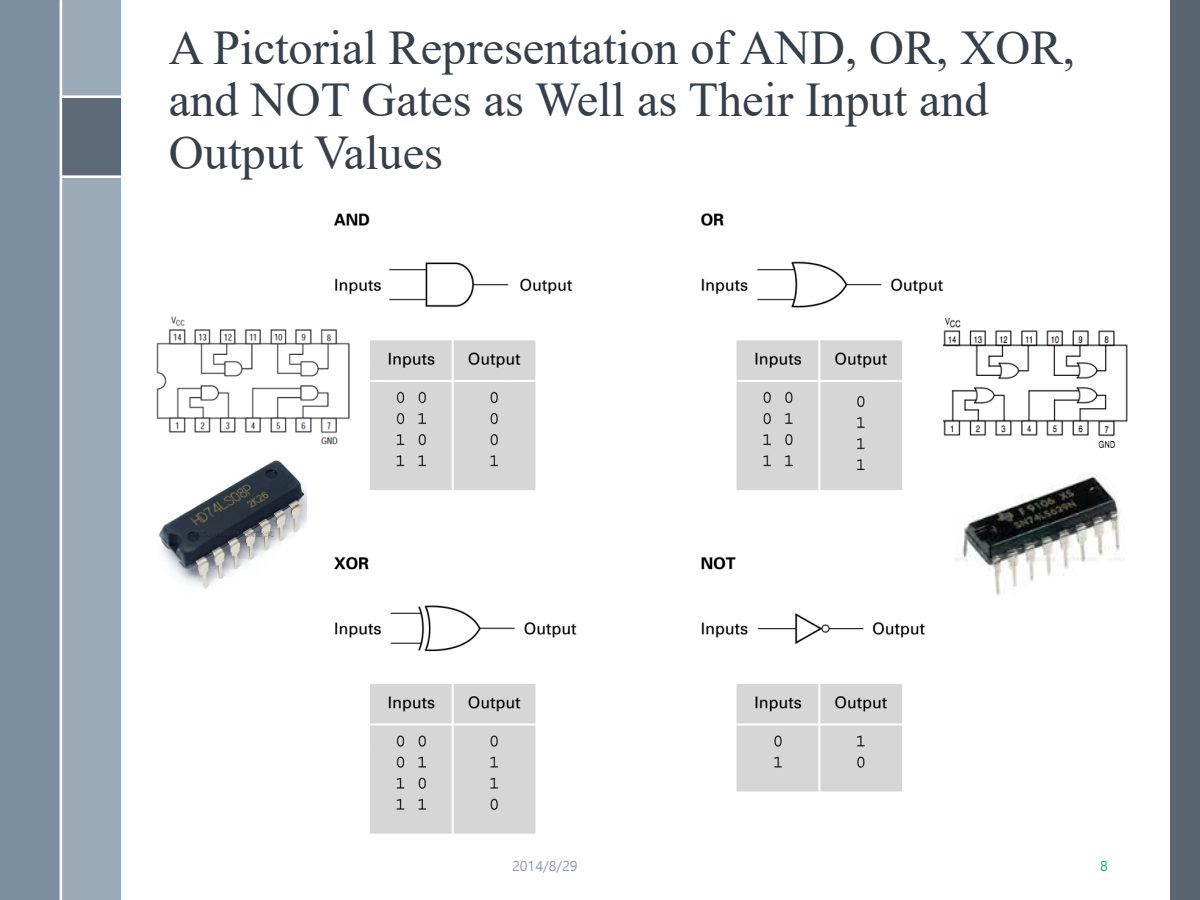 A Pictorial Representation of AND, OR, XOR,
and NOT Gates as Well as Their Input and
Output Values
AND
Inputs
Output
VCC
14 13 12 11 10 9 8
1 2 3 4 5 6 7
GND
Inputs Output
0 0 0
0 1 0
1 0 0
1 1 1
HD74LS08P
2K26
OR
Inputs
Output
VCC
14 13 12 11 10 9 8
1 2 3 4 5 6 7
GND
Inputs Output
0 0 0
0 1 1
1 0 1
1 1 1
F 9106 XS
SN74LS629N
XOR
Inputs
Output
Inputs Output
0 0 0
0 1 1
1 0 1
1 1 0
NOT
Inputs
Output
Inputs Output
0 1
1 0
2014/8/29
8